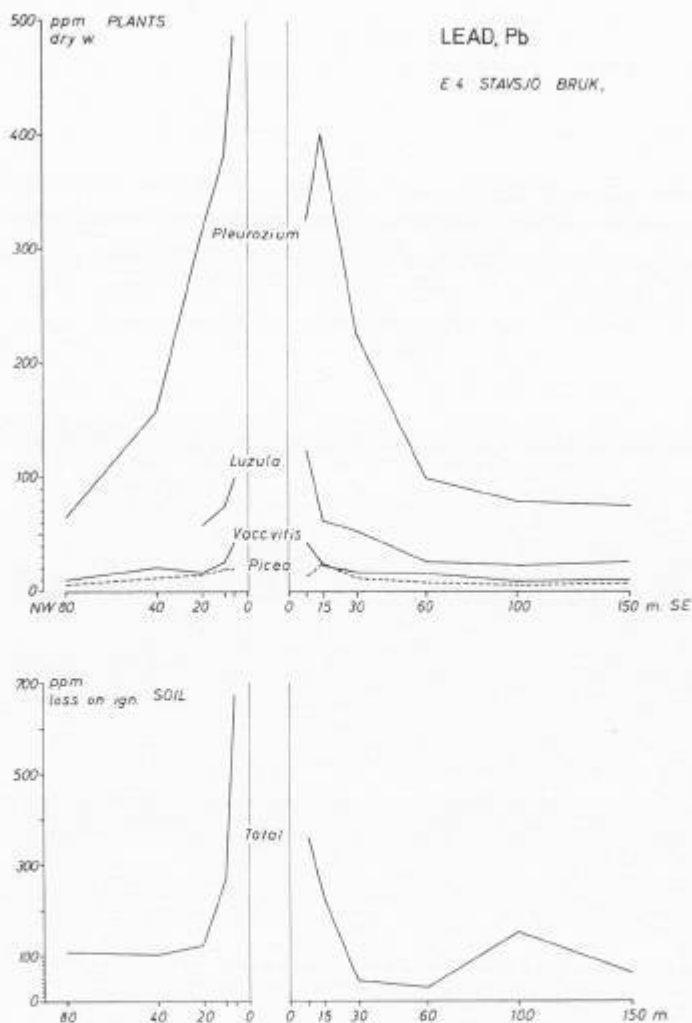 500
ppm PLANTS
dry w
LEAD, Pb
E 4 STAVSJO BRUK,
400
300
Pleurozium
200
100
Luzula
Vacc.vitis
Picea
0
NW 80 40 20 0 0 15 30 60 100 150 m SE
700
ppm
loss on ign. SOIL
500
300
Total
100
0
80 40 20 0 0 15 30 60 100 150 m